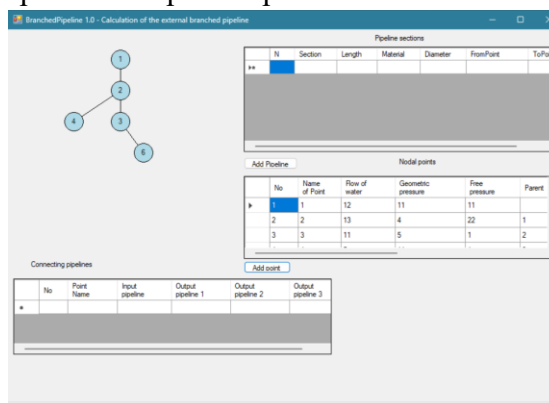 BranchedPipeline 1.0 - Calculation of the external branched pipeline
Pipeline sections
N Section Length Material Diameter FromPoint ToPoi
1
2
4 3
6
Add Pipeline Nodal points
No Name of Point Flow of water Geometric pressure Free pressure Parent
1 1 12 11 11
2 2 13 4 22 1
3 3 11 5 1 2
Connecting pipelines
Add point
No Point Name Input pipeline Output pipeline 1 Output pipeline 2 Output pipeline 3